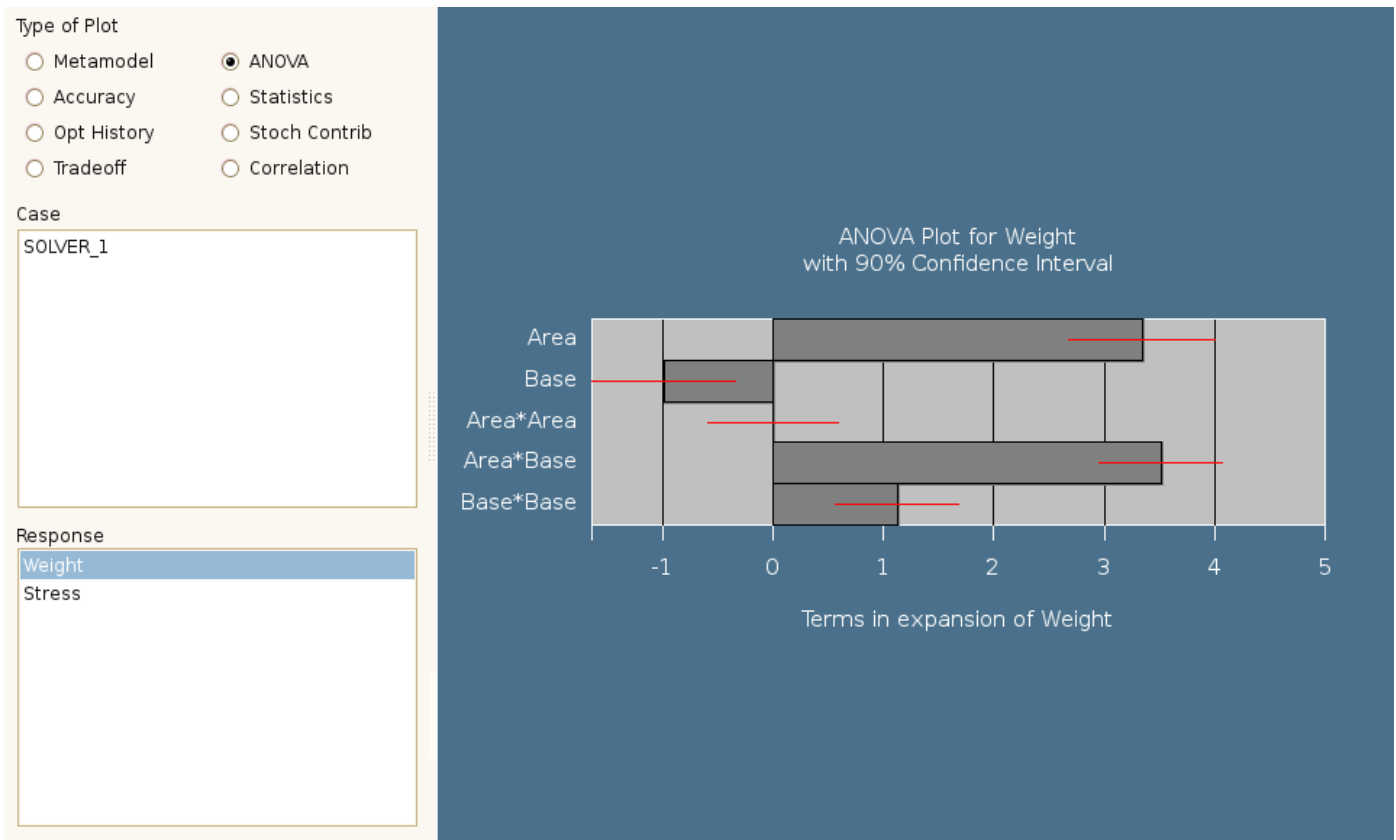 Type of Plot
Metamodel ANOVA
Accuracy Statistics
Opt History Stoch Contrib
Tradeoff Correlation
Case
SOLVER_1
Response
Weight
Stress
ANOVA Plot for Weight
with 90% Confidence Interval
Area
Base
Area*Area
Area*Base
Base*Base
-1 0 1 2 3 4 5
Terms in expansion of Weight